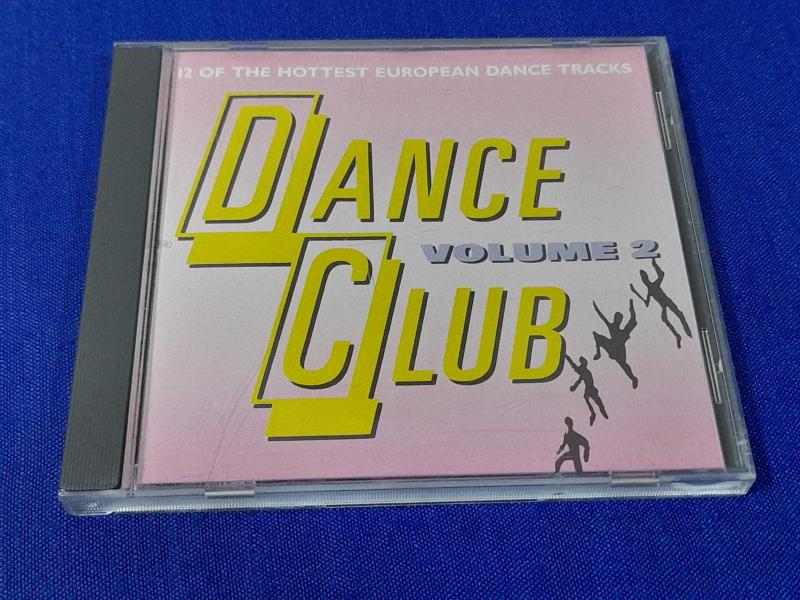 12 OF THE HOTTEST EUROPEAN DANCE TRACKS
DANCE
VOLUME 2
CLUB